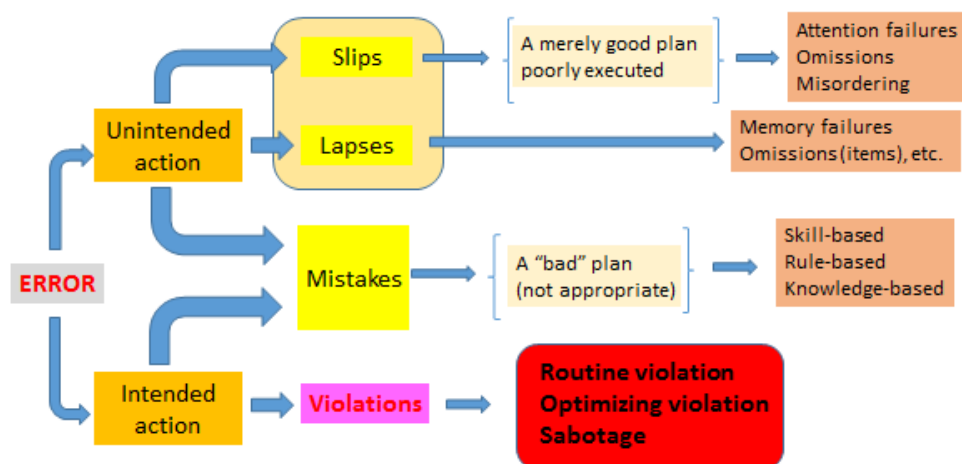 Slips
A merely good plan
poorly executed
Attention failures
Omissions
Misordering
Unintended
action
Lapses
Memory failures
Omissions (items), etc.
ERROR
Mistakes
A “bad” plan
(not appropriate)
Skill-based
Rule-based
Knowledge-based
Intended
action
Violations
Routine violation
Optimizing violation
Sabotage